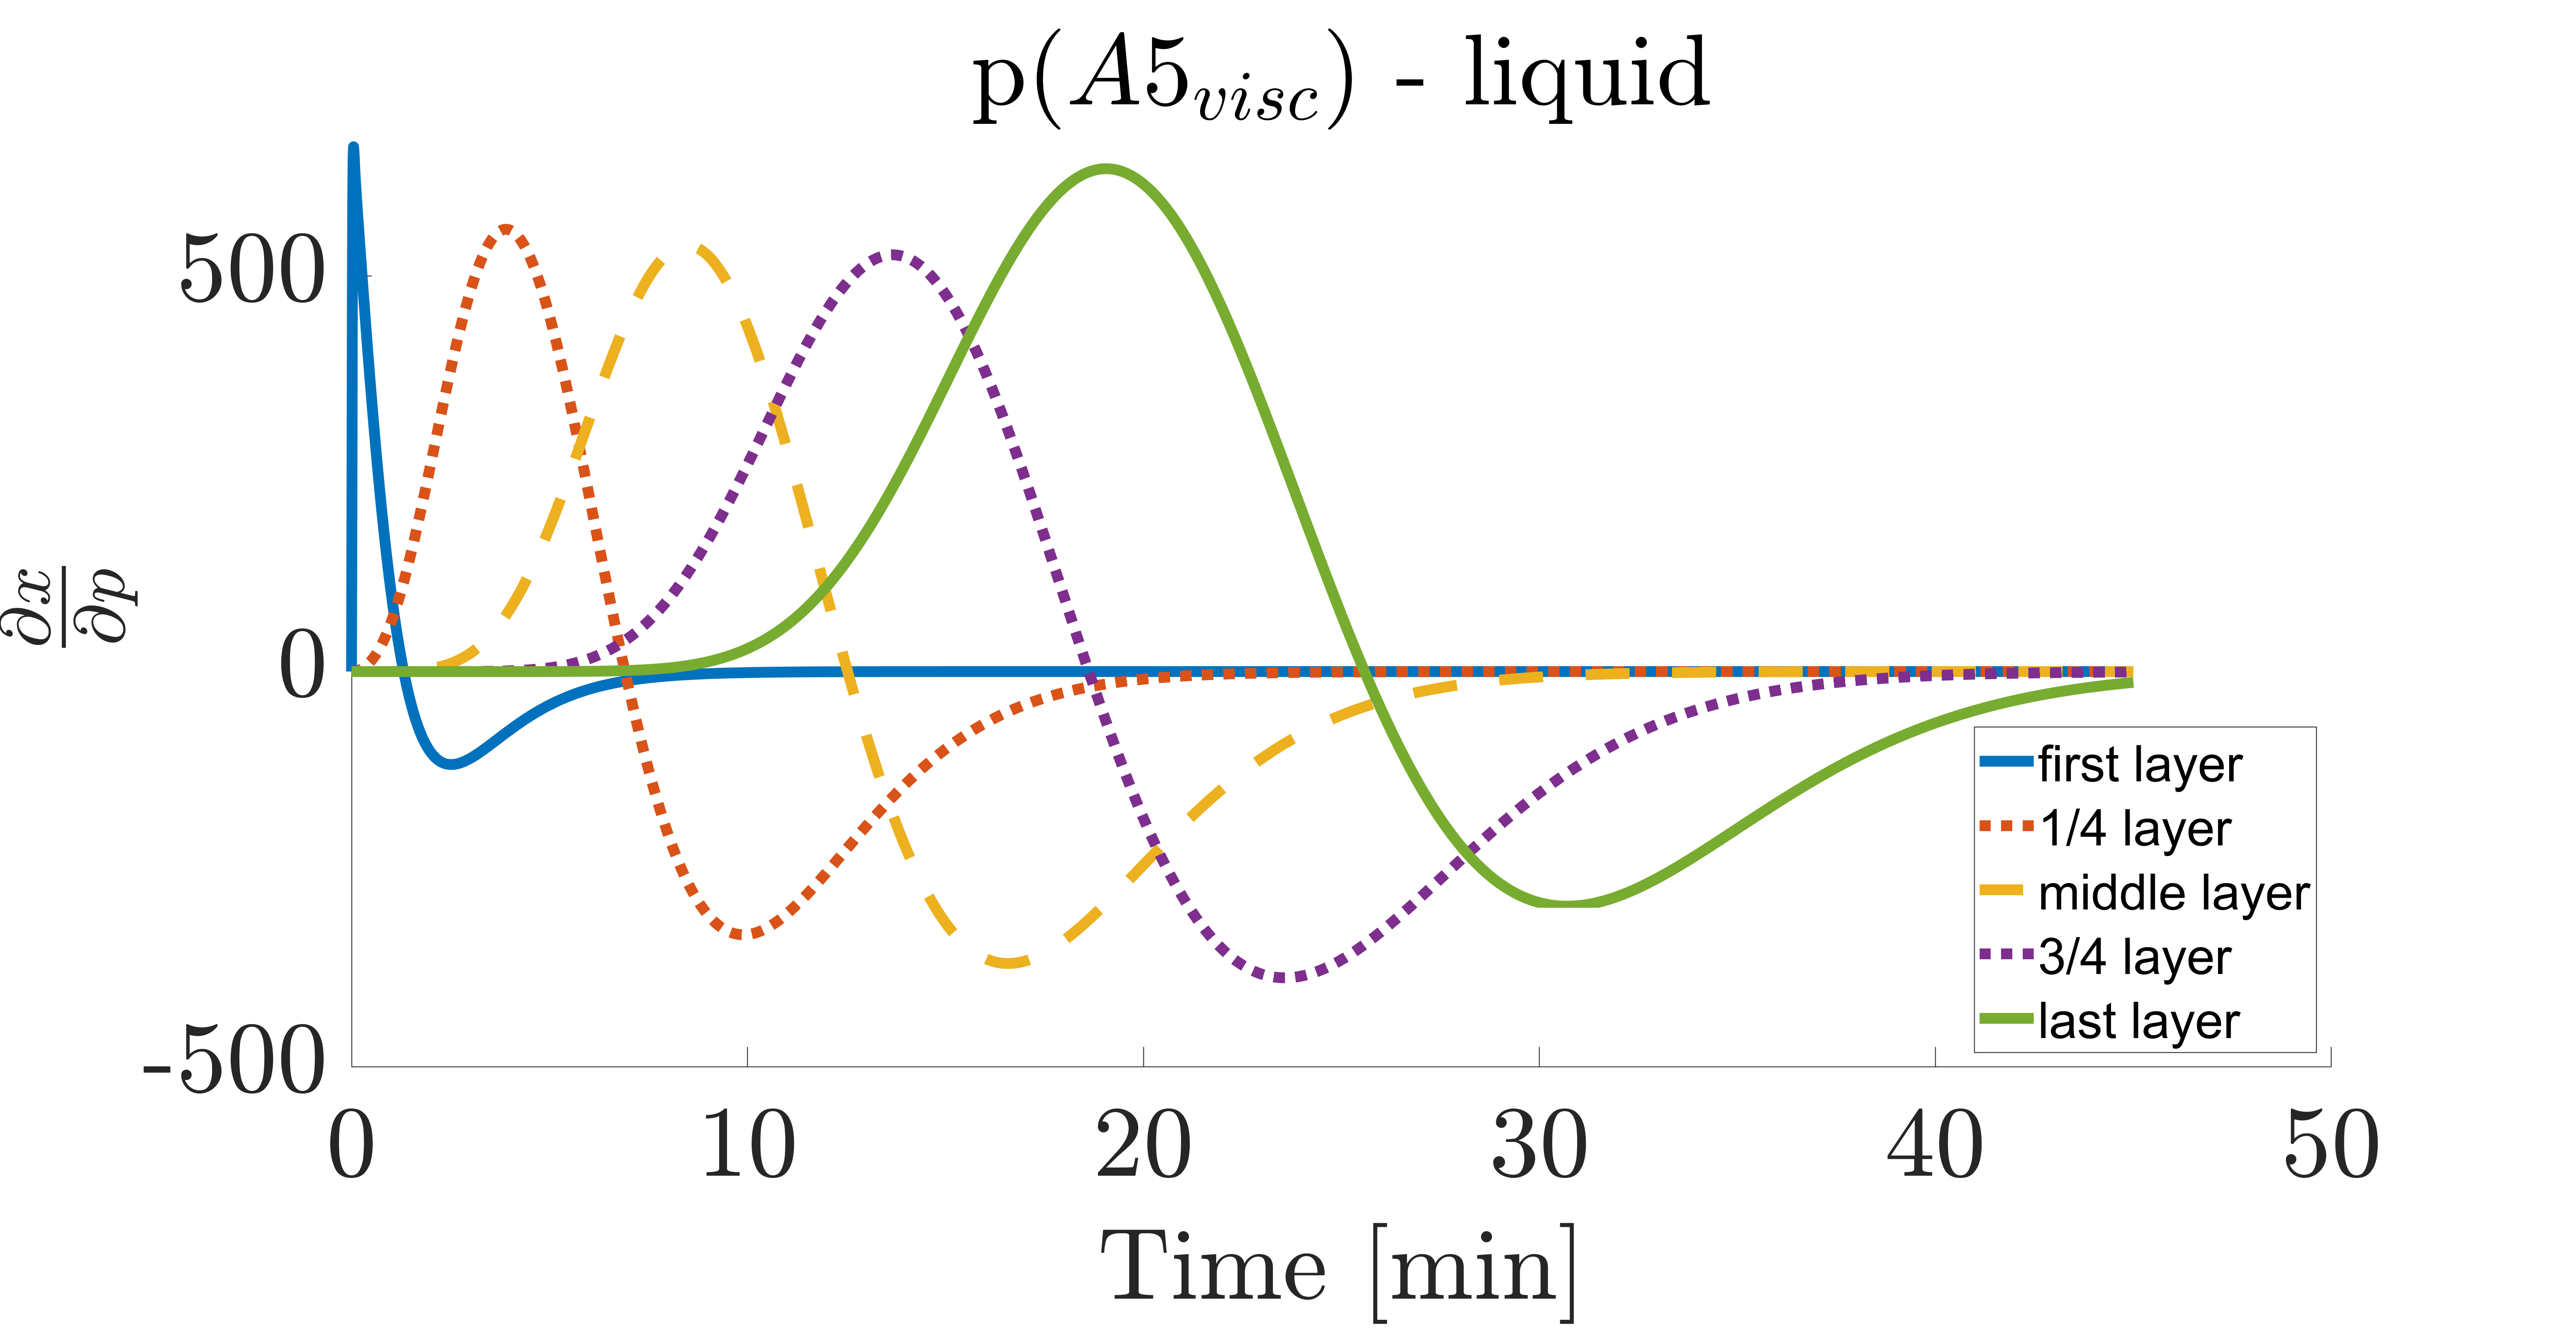 p(A5visc) - liquid
500
0
-500
∂x
∂p
0 10 20 30 40 50
Time [min]
first layer
1/4 layer
middle layer
3/4 layer
last layer